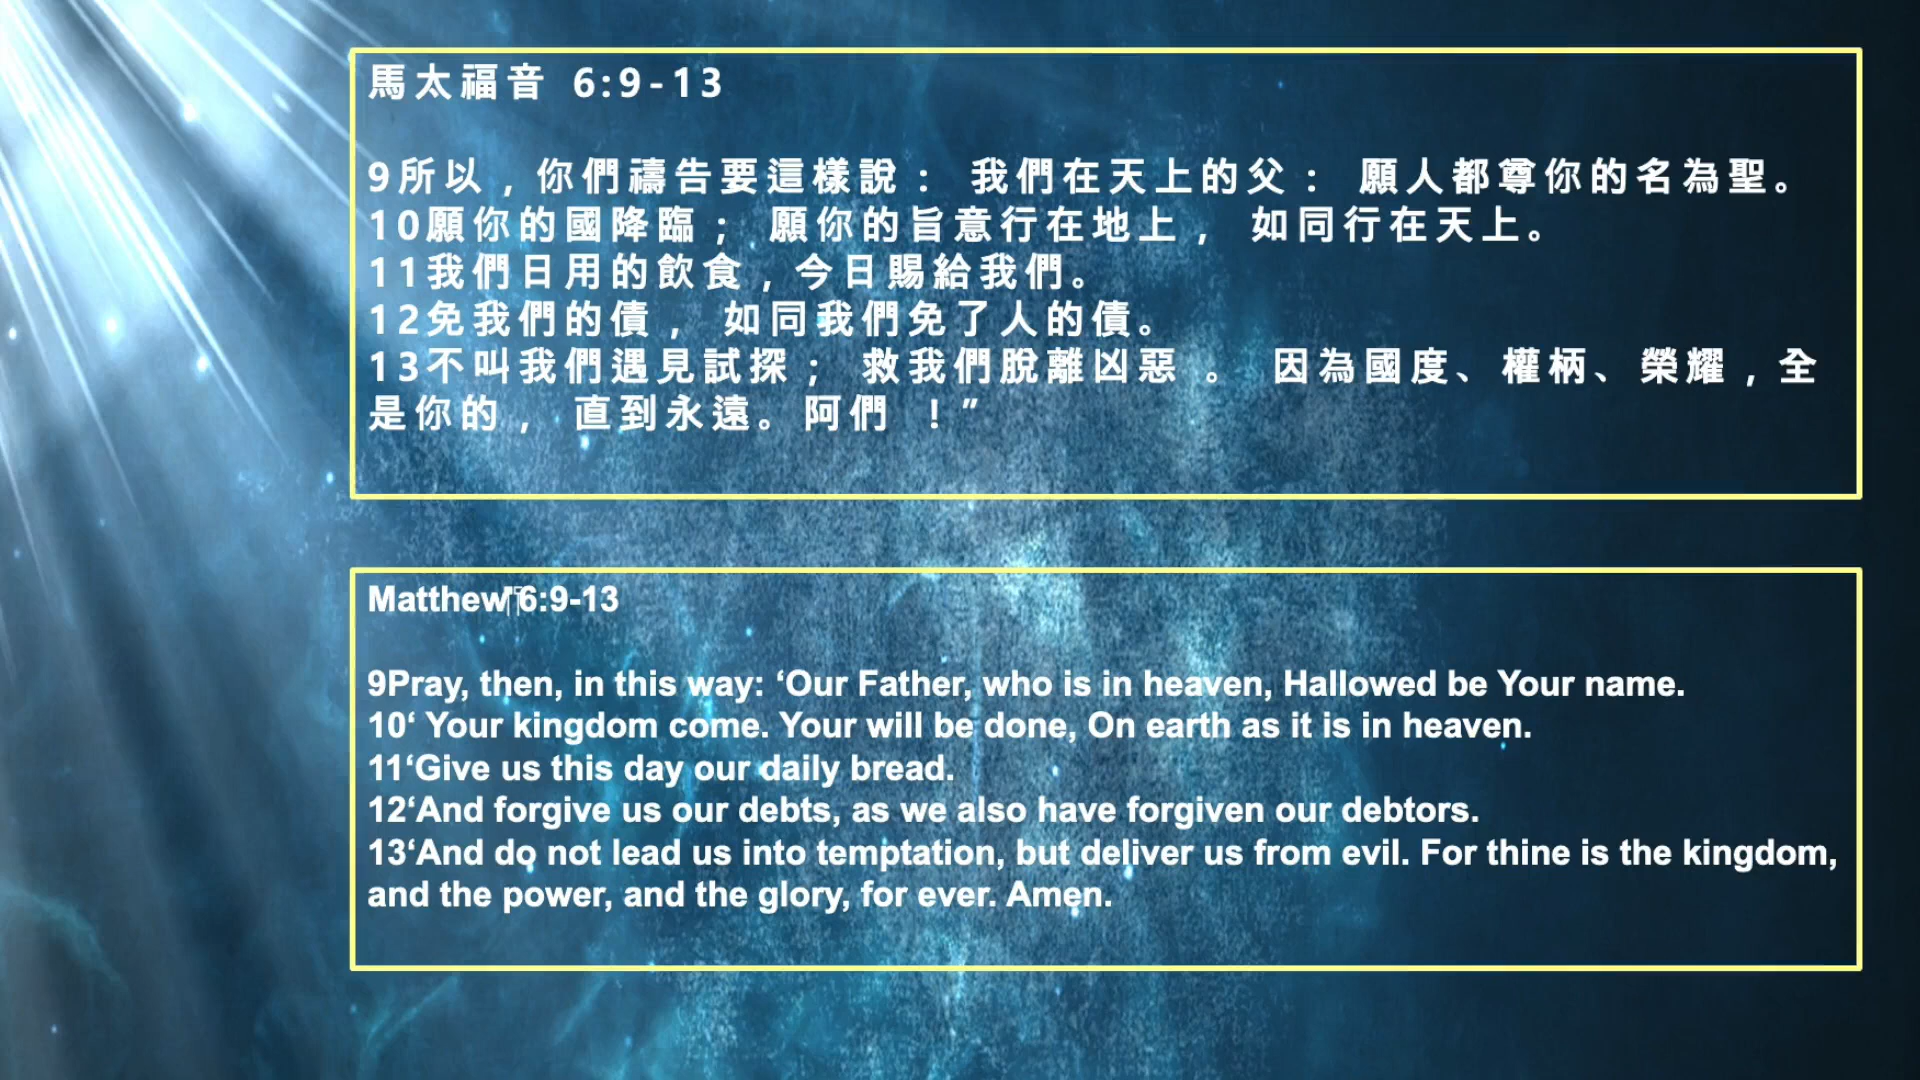 馬太福音 6:9-13
9所以，你們禱告要這樣說： 我們在天上的父： 願人都尊你的名為聖。
10願你的國降臨； 願你的旨意行在地上， 如同行在天上。
11我們日用的飲食，今日賜給我們。
12免我們的債， 如同我們免了人的債。
13不叫我們遇見試探； 救我們脫離凶惡 。 因為國度、權柄、榮耀，全
是你的， 直到永遠。阿們 ！”
Matthew 6:9-13
9Pray, then, in this way: ‘Our Father, who is in heaven, Hallowed be Your name.
10‘ Your kingdom come. Your will be done, On earth as it is in heaven.
11‘Give us this day our daily bread.
12‘And forgive us our debts, as we also have forgiven our debtors.
13‘And do not lead us into temptation, but deliver us from evil. For thine is the kingdom,
and the power, and the glory, for ever. Amen.